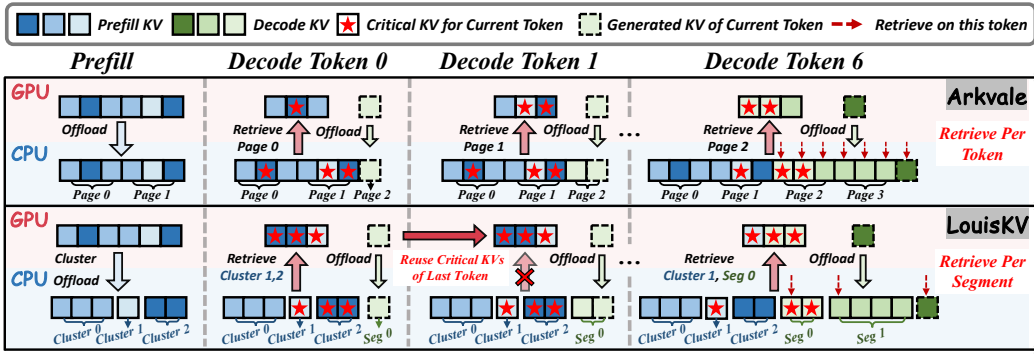 Prefill KV Decode KV Critical KV for Current Token Generated KV of Current Token Retrieve on this token
Prefill Decode Token 0 Decode Token 1 Decode Token 6
GPU
Arkvale
Offload
Retrieve
Page 0
Offload
Retrieve
Page 1
Offload
...
Retrieve
Page 2
Offload
Retrieve Per
Token
CPU
Page 0 Page 1
Page 0 Page 1 Page 2
Page 0 Page 1 Page 2
Page 0 Page 1 Page 2 Page 3
GPU
LouisKV
Cluster
Offload
Retrieve
Cluster 1,2
Offload
Reuse Critical KVs
of Last Token
Offload
...
Retrieve
Cluster 1, Seg 0
Offload
Retrieve Per
Segment
CPU
Cluster 0 Cluster 1 Cluster 2
Cluster 0 Cluster 1 Cluster 2 Seg 0
Cluster 0 Cluster 1 Cluster 2 Seg 0
Cluster 0 Cluster 1 Cluster 2 Seg 0 Seg 1